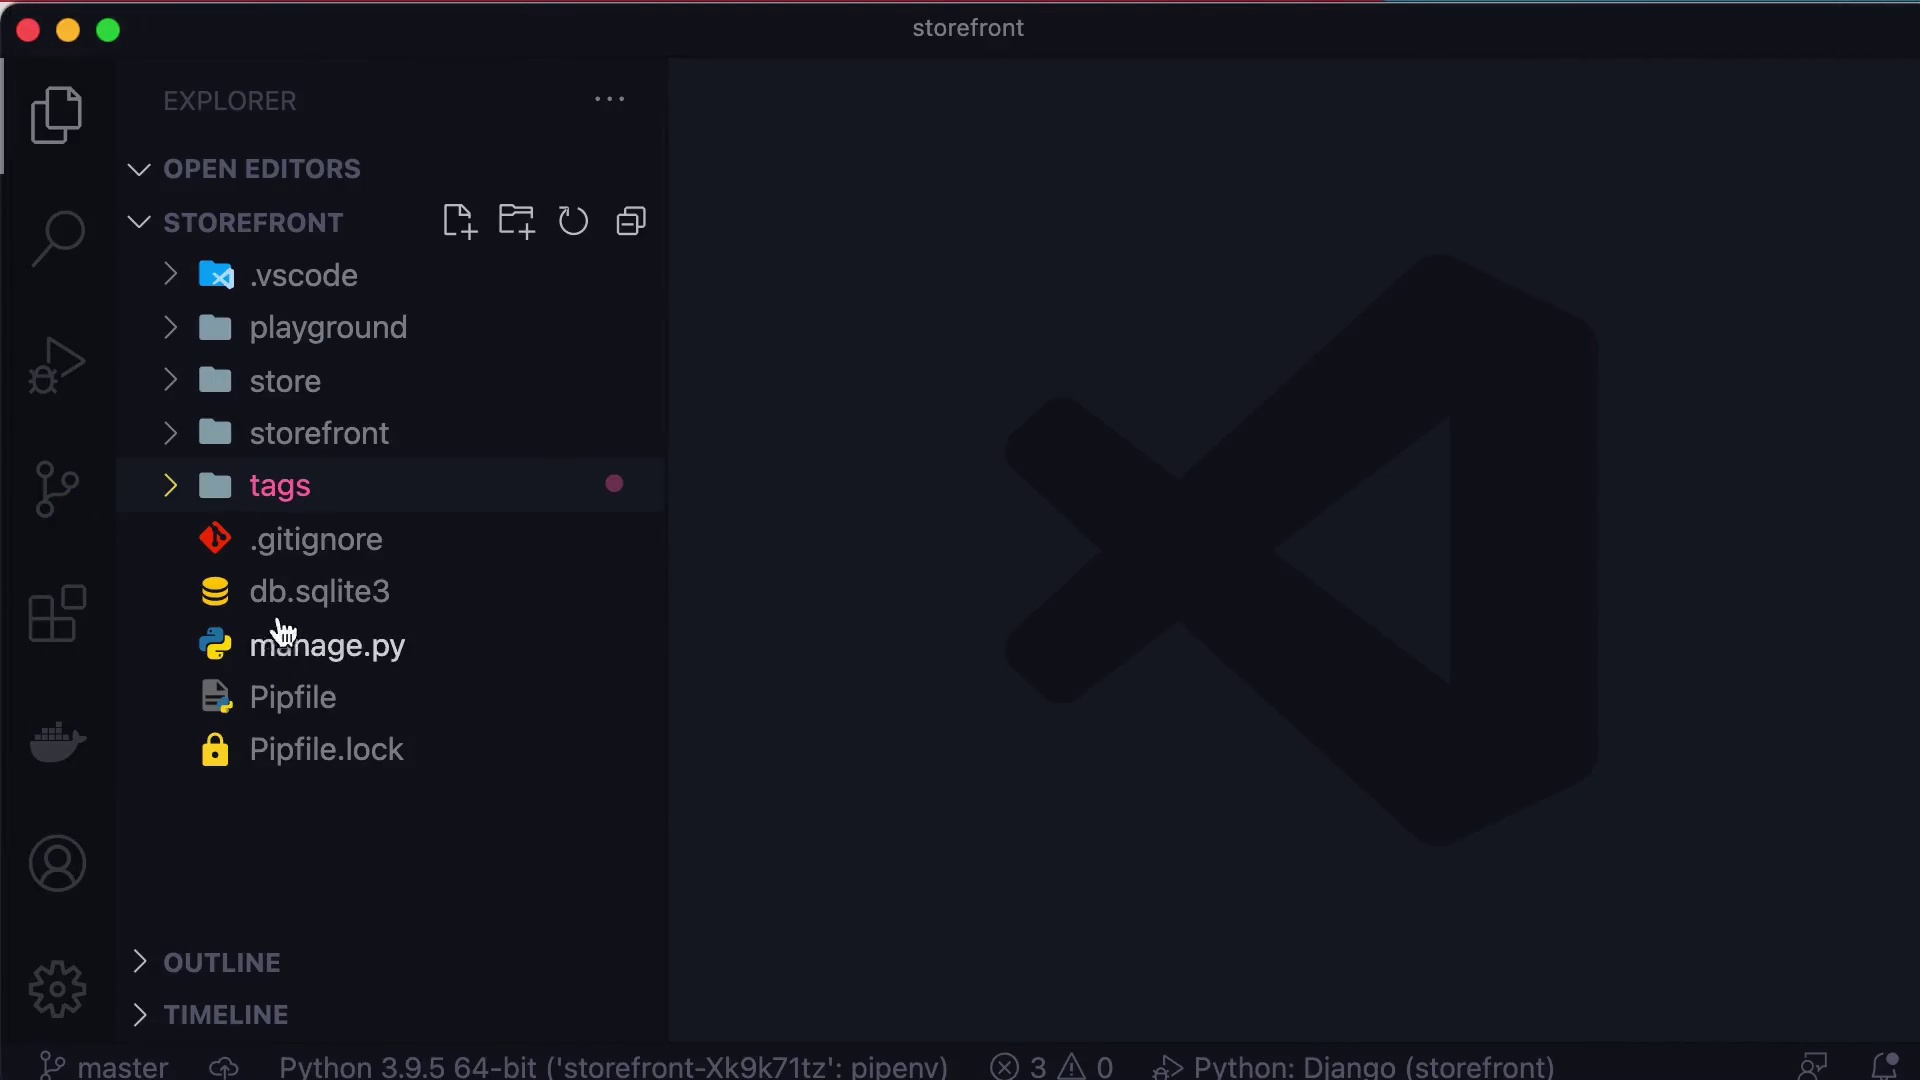 storefront
EXPLORER
OPEN EDITORS
STOREFRONT
.vscode
playground
store
storefront
tags
.gitignore
db.sqlite3
manage.py
Pipfile
Pipfile.lock
OUTLINE
TIMELINE
master Python 3.9.5 64-bit ('storefront-Xk9k71tz': pipenv) 3 0 Python: Django (storefront)